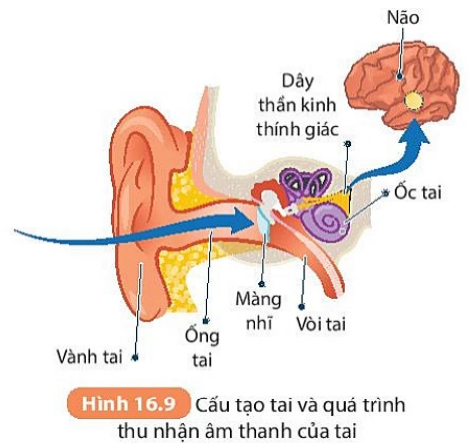 Não
Dây
thần kinh
thính giác
Ốc tai
Màng
nhĩ
Vòi tai
Ống
tai
Vành tai
Hình 16.9 Cấu tạo tai và quá trình
thu nhận âm thanh của tai